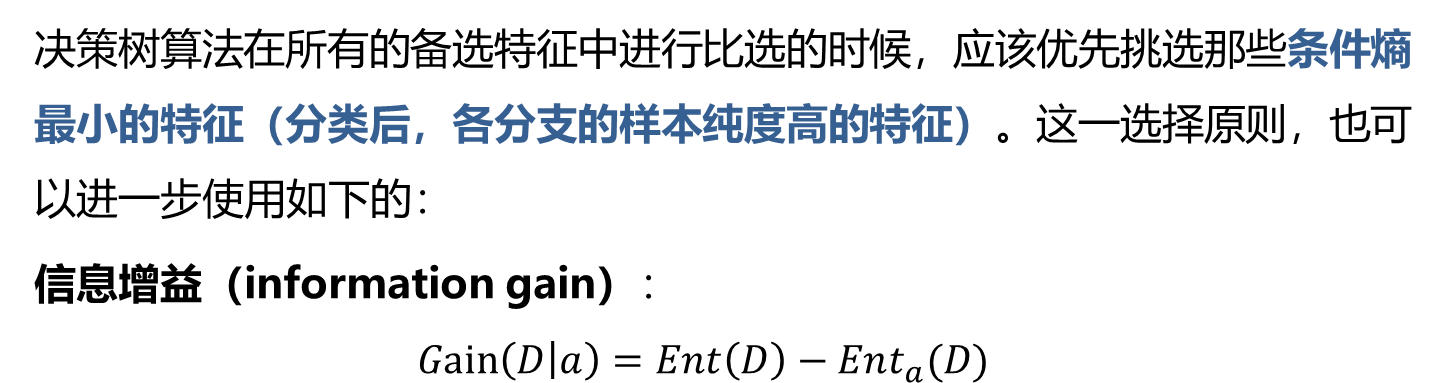 决策树算法在所有的备选特征中进行比选的时候，应该优先挑选那些条件熵
最小的特征（分类后，各分支的样本纯度高的特征）。这一选择原则，也可
以进一步使用如下的：
信息增益（information gain）：
Gain(D|a) = Ent(D) − Entₐ(D)